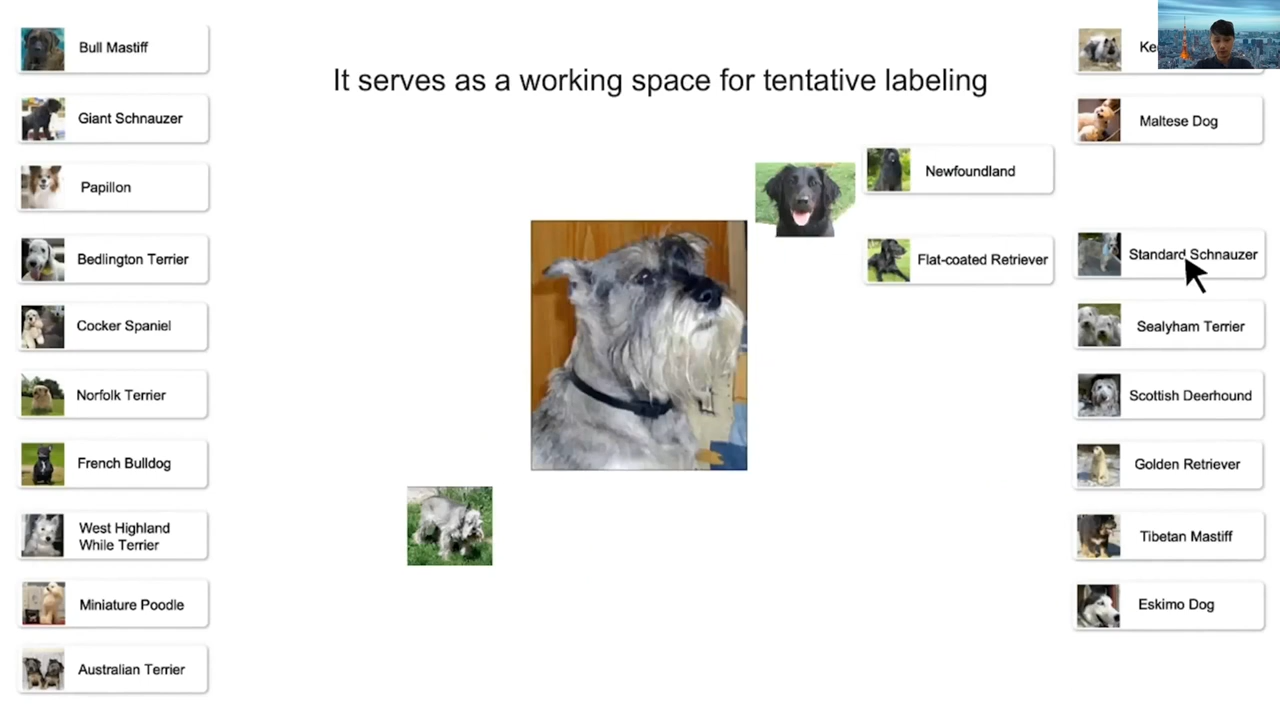 It serves as a working space for tentative labeling
Bull Mastiff
Giant Schnauzer
Papillon
Bedlington Terrier
Cocker Spaniel
Norfolk Terrier
French Bulldog
West Highland
While Terrier
Miniature Poodle
Australian Terrier
Newfoundland
Flat-coated Retriever
Maltese Dog
Standard Schnauzer
Sealyham Terrier
Scottish Deerhound
Golden Retriever
Tibetan Mastiff
Eskimo Dog